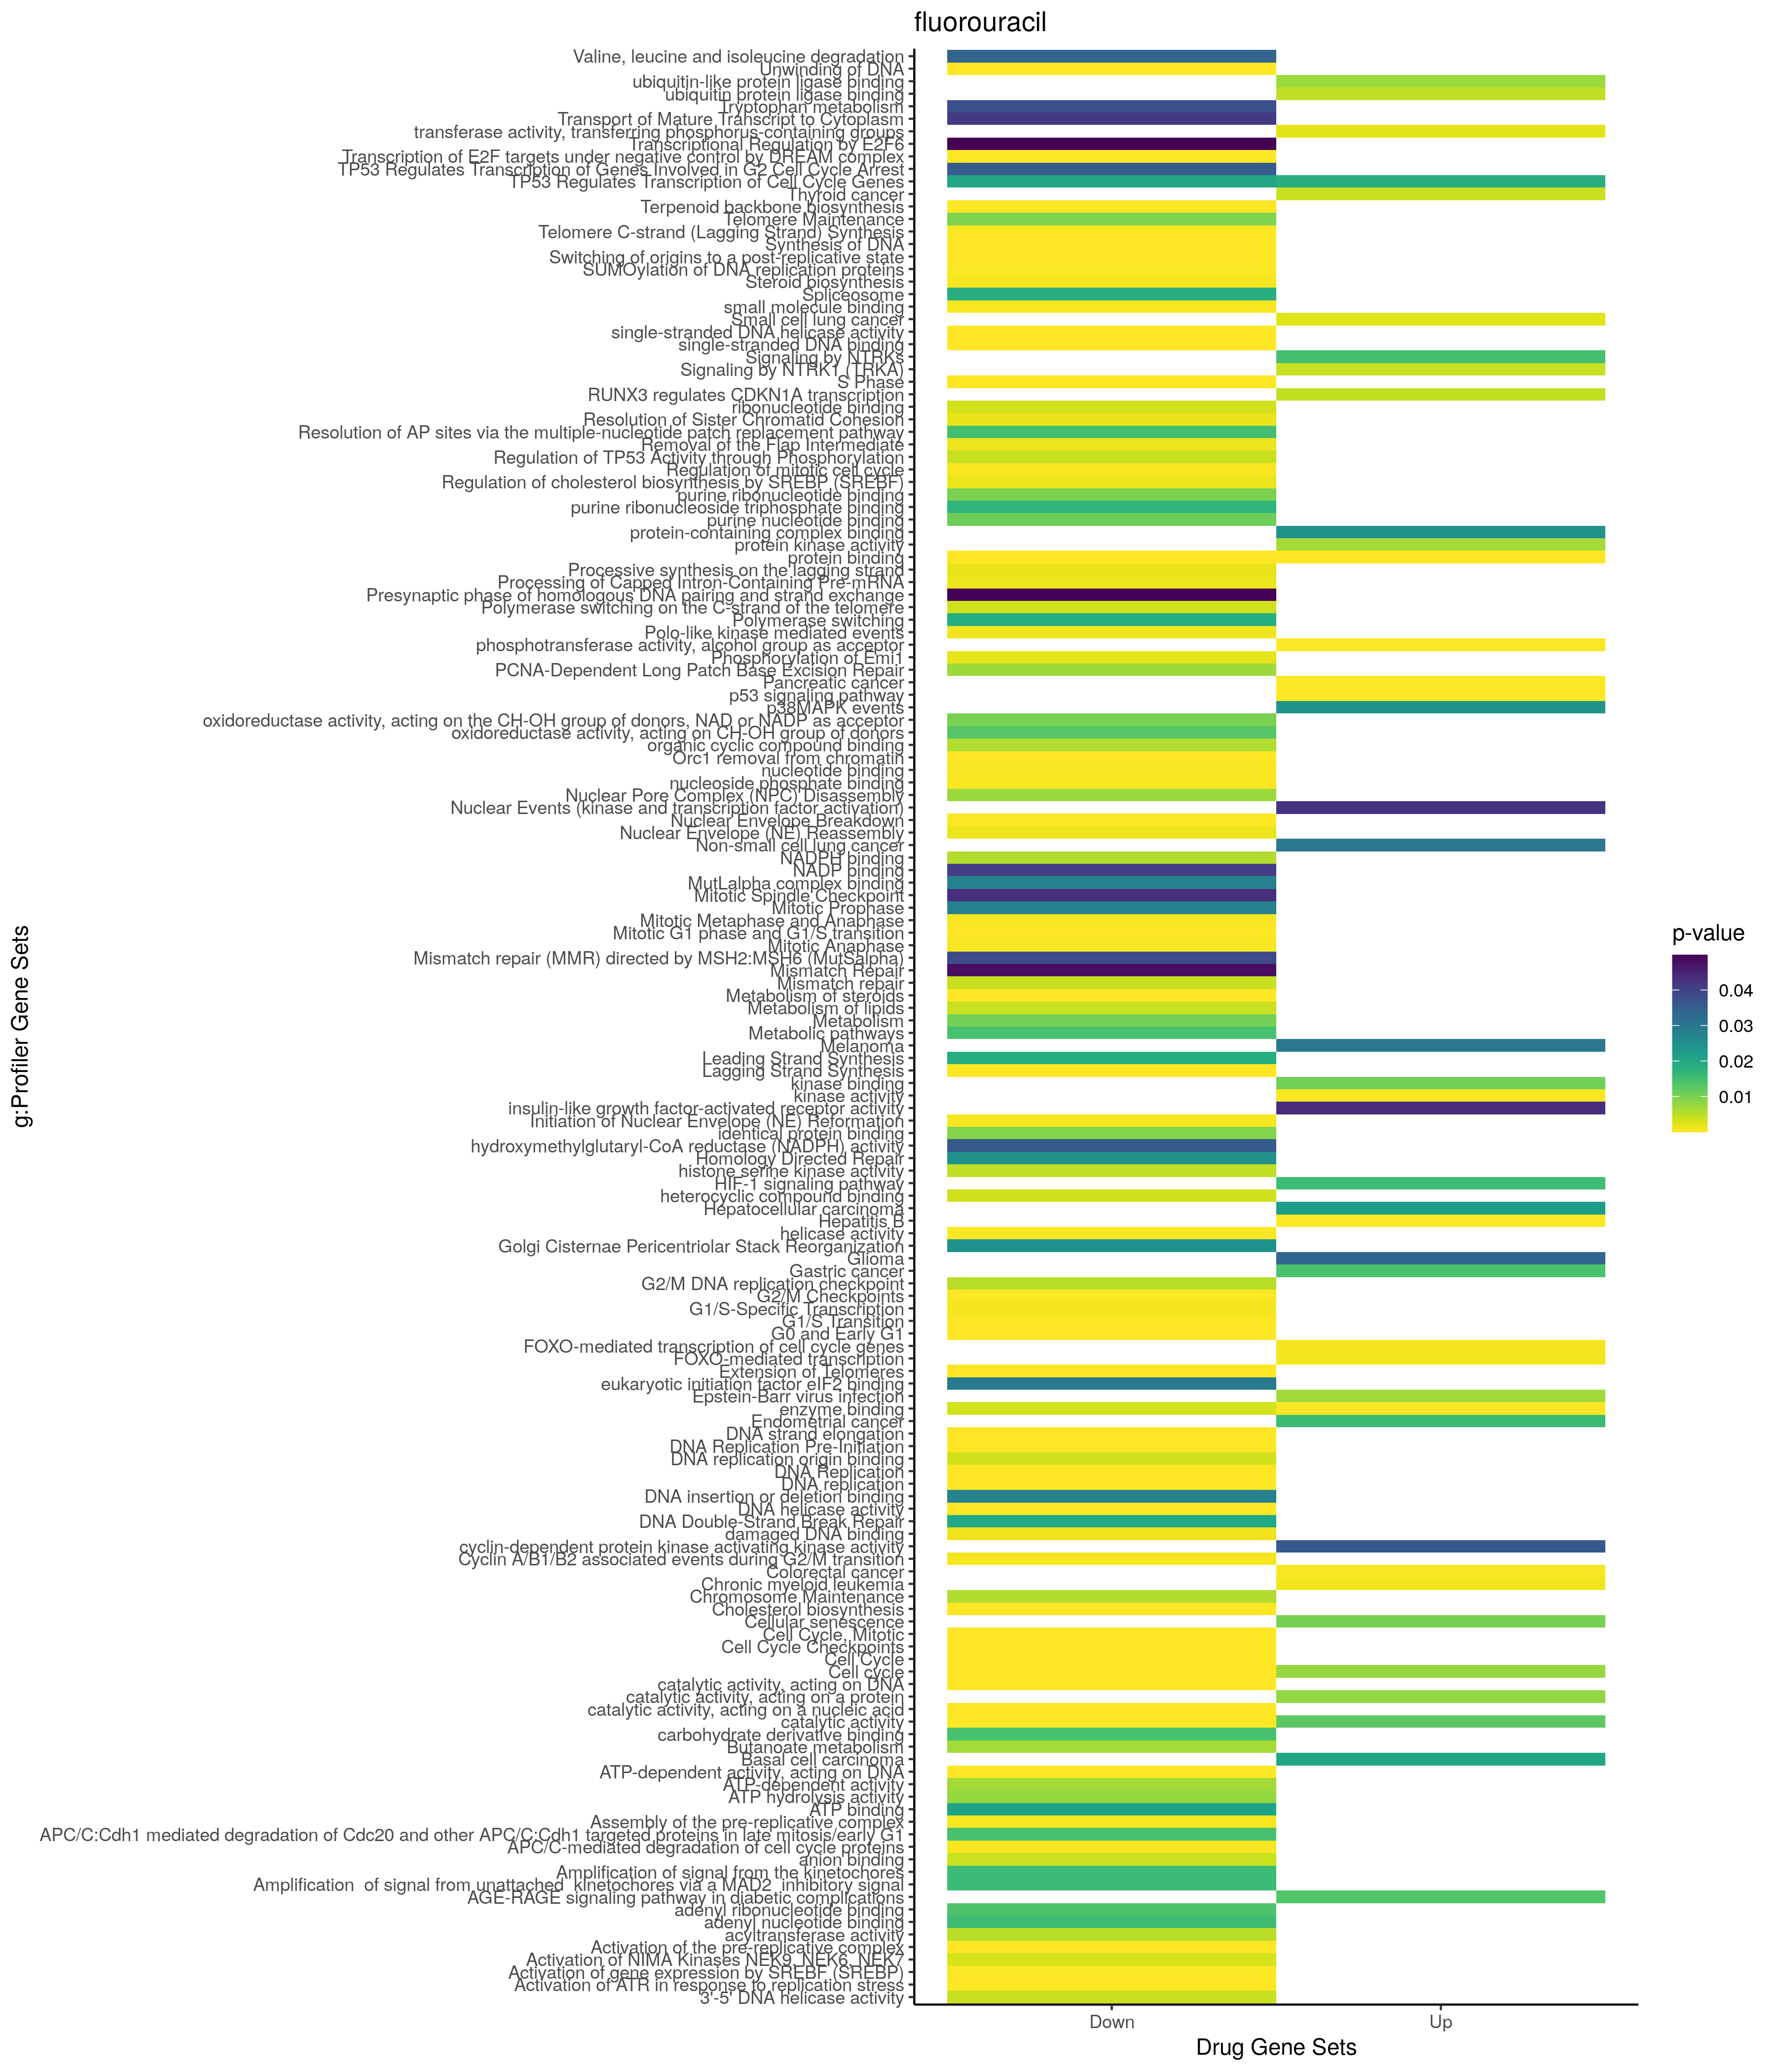 fluorouracil
Valine, leucine and isoleucine degradation
Unwinding of DNA
ubiquitin-like protein ligase binding
ubiquitin protein ligase binding
Tryptophan metabolism
Transport of Mature Transcript to Cytoplasm
transferase activity, transferring phosphorus-containing groups
Transcriptional Regulation by E2F6
Transcription of E2F targets under negative control by DREAM complex
TP53 Regulates Transcription of Genes Involved in G2 Cell Cycle Arrest
TP53 Regulates Transcription of Cell Cycle Genes
Thyroid cancer
Terpenoid backbone biosynthesis
Telomere Maintenance
Telomere C-strand (Lagging Strand) Synthesis
Synthesis of DNA
Switching of origins to a post-replicative state
SUMOylation of DNA replication proteins
Steroid biosynthesis
Spliceosome
small molecule binding
Small cell lung cancer
single-stranded DNA helicase activity
single-stranded DNA binding
Signaling by NTRKs
Signaling by NTRK1 (TRKA)
S Phase
RUNX3 regulates CDKN1A transcription
ribonucleotide binding
Resolution of Sister Chromatid Cohesion
Resolution of AP sites via the multiple-nucleotide patch replacement pathway
Removal of the Flap Intermediate
Regulation of TP53 Activity through Phosphorylation
Regulation of mitotic cell cycle
Regulation of cholesterol biosynthesis by SREBP (SREBF)
purine ribonucleotide binding
purine ribonucleoside triphosphate binding
purine nucleotide binding
protein-containing complex binding
protein kinase activity
protein binding
Processive synthesis on the lagging strand
Processing of Capped Intron-Containing Pre-mRNA
Presynaptic phase of homologous DNA pairing and strand exchange
Polymerase switching on the C-strand of the telomere
Polymerase switching
Polo-like kinase mediated events
phosphotransferase activity, alcohol group as acceptor
Phosphorylation of Emi1
PCNA-Dependent Long Patch Base Excision Repair
Pancreatic cancer
p53 signaling pathway
p38MAPK events
oxidoreductase activity, acting on the CH-OH group of donors, NAD or NADP as acceptor
oxidoreductase activity, acting on CH-OH group of donors
organic cyclic compound binding
Orc1 removal from chromatin
nucleotide binding
nucleoside phosphate binding
Nuclear Pore Complex (NPC) Disassembly
Nuclear Events (kinase and transcription factor activation)
Nuclear Envelope Breakdown
Nuclear Envelope (NE) Reassembly
Non-small cell lung cancer
NADPH binding
NADP binding
MutLalpha complex binding
Mitotic Spindle Checkpoint
Mitotic Prophase
Mitotic Metaphase and Anaphase
Mitotic G1 phase and G1/S transition
Mitotic Anaphase
Mismatch repair (MMR) directed by MSH2:MSH6 (MutSalpha)
Mismatch Repair
Mismatch repair
Metabolism of steroids
Metabolism of lipids
Metabolism
Metabolic pathways
Melanoma
Leading Strand Synthesis
Lagging Strand Synthesis
kinase binding
kinase activity
insulin-like growth factor-activated receptor activity
Initiation of Nuclear Envelope (NE) Reformation
identical protein binding
hydroxymethylglutaryl-CoA reductase (NADPH) activity
Homology Directed Repair
histone serine kinase activity
HIF-1 signaling pathway
heterocyclic compound binding
Hepatocellular carcinoma
Hepatitis B
helicase activity
Golgi Cisternae Pericentriolar Stack Reorganization
Glioma
Gastric cancer
G2/M DNA replication checkpoint
G2/M Checkpoints
G1/S-Specific Transcription
G1/S Transition
G0 and Early G1
FOXO-mediated transcription of cell cycle genes
FOXO-mediated transcription
Extension of Telomeres
eukaryotic initiation factor eIF2 binding
Epstein-Barr virus infection
enzyme binding
Endometrial cancer
DNA strand elongation
DNA Replication Pre-Initiation
DNA replication origin binding
DNA Replication
DNA replication
DNA insertion or deletion binding
DNA helicase activity
DNA Double-Strand Break Repair
damaged DNA binding
cyclin-dependent protein kinase activating kinase activity
Cyclin A/B1/B2 associated events during G2/M transition
Colorectal cancer
Chronic myeloid leukemia
Chromosome Maintenance
Cholesterol biosynthesis
Cellular senescence
Cell Cycle, Mitotic
Cell Cycle Checkpoints
Cell Cycle
Cell cycle
catalytic activity, acting on DNA
catalytic activity, acting on a protein
catalytic activity, acting on a nucleic acid
catalytic activity
carbohydrate derivative binding
Butanoate metabolism
Basal cell carcinoma
ATP-dependent activity, acting on DNA
ATP-dependent activity
ATP hydrolysis activity
ATP binding
Assembly of the pre-replicative complex
APC/C:Cdh1 mediated degradation of Cdc20 and other APC/C:Cdh1 targeted proteins in late mitosis/early G1
APC/C-mediated degradation of cell cycle proteins
anion binding
Amplification of signal from the kinetochores
Amplification  of signal from unattached  kinetochores via a MAD2  inhibitory signal
AGE-RAGE signaling pathway in diabetic complications
adenyl ribonucleotide binding
adenyl nucleotide binding
acyltransferase activity
Activation of the pre-replicative complex
Activation of NIMA Kinases NEK9, NEK6, NEK7
Activation of gene expression by SREBF (SREBP)
Activation of ATR in response to replication stress
3'-5' DNA helicase activity
g:Profiler Gene Sets
Down
Up
Drug Gene Sets
p-value
0.04
0.03
0.02
0.01